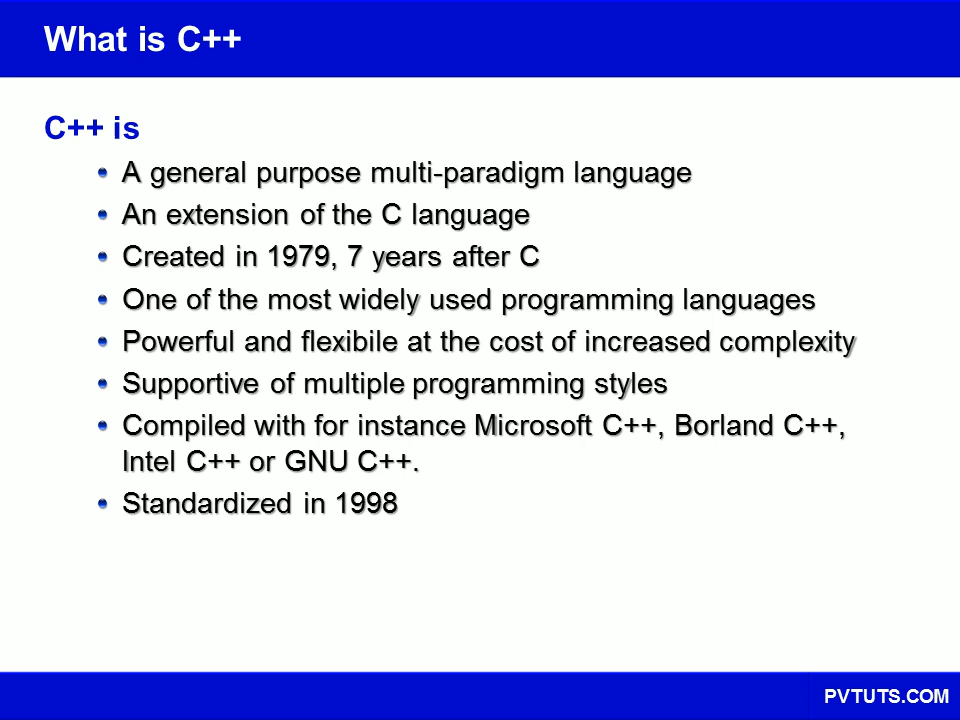 What is C++
C++ is
• A general purpose multi-paradigm language
• An extension of the C language
• Created in 1979, 7 years after C
• One of the most widely used programming languages
• Powerful and flexibile at the cost of increased complexity
• Supportive of multiple programming styles
• Compiled with for instance Microsoft C++, Borland C++,
Intel C++ or GNU C++.
• Standardized in 1998
PVTUTS.COM